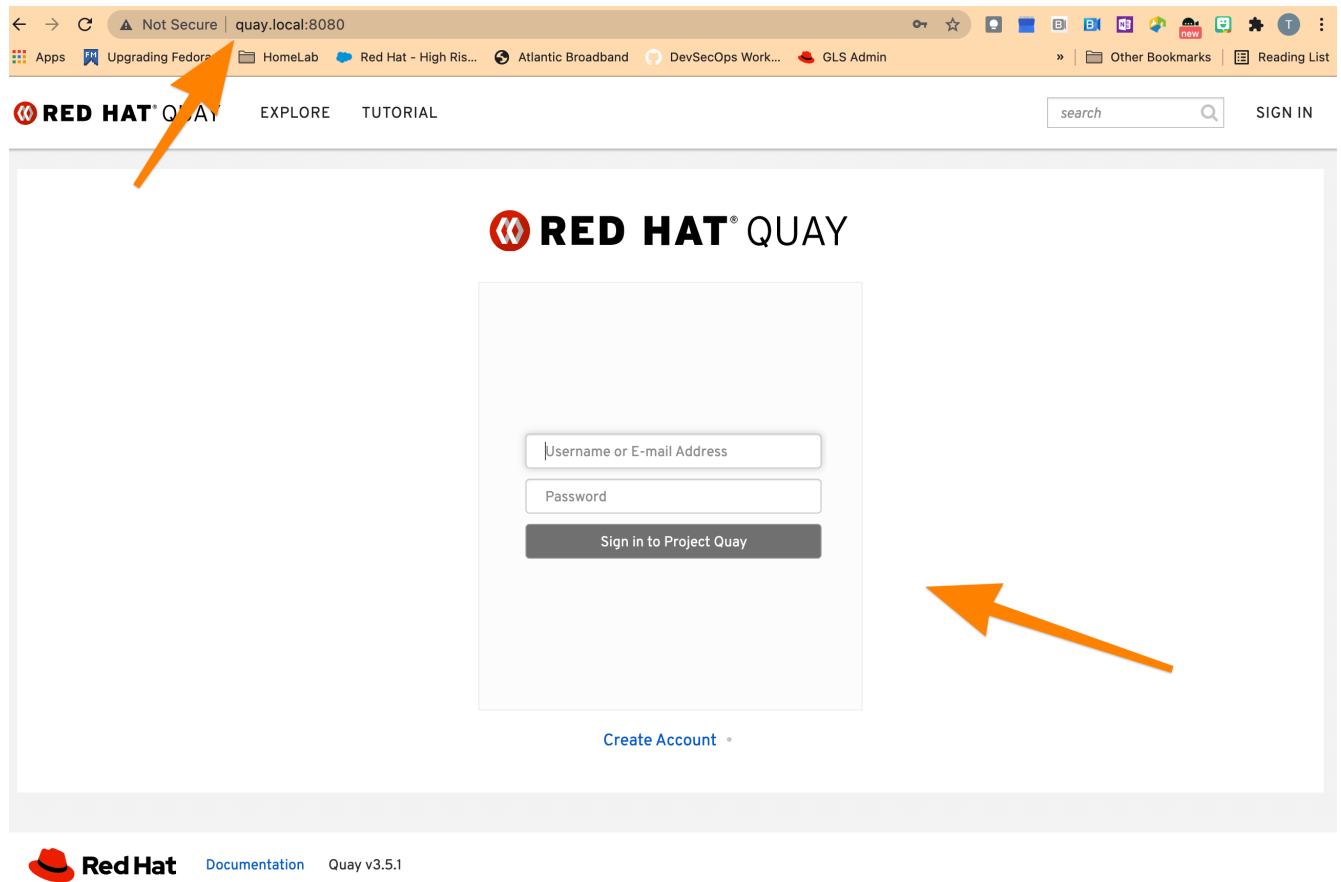 Not Secure | quay.local:8080
new
T
Apps Upgrading Fedora HomeLab Red Hat - High Ris... Atlantic Broadband DevSecOps Work... GLS Admin » Other Bookmarks Reading List
RED HAT® QUAY EXPLORE TUTORIAL search SIGN IN
RED HAT® QUAY
Username or E-mail Address
Password
Sign in to Project Quay
Create Account
Red Hat Documentation Quay v3.5.1